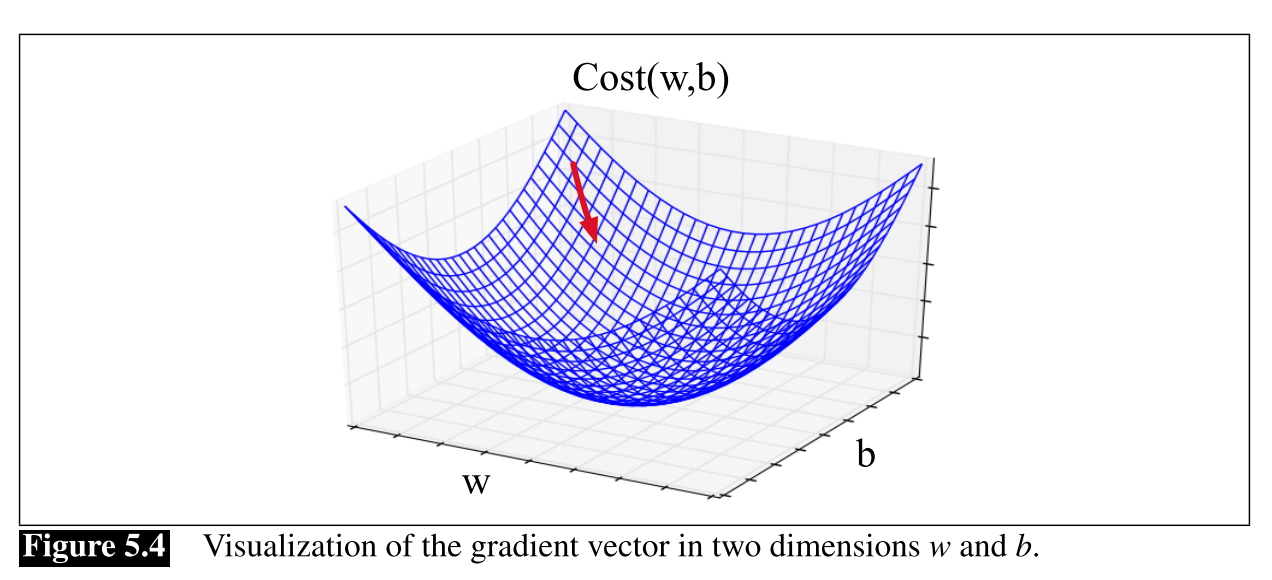 Cost(w,b)
b
w
Figure 5.4 Visualization of the gradient vector in two dimensions w and b.